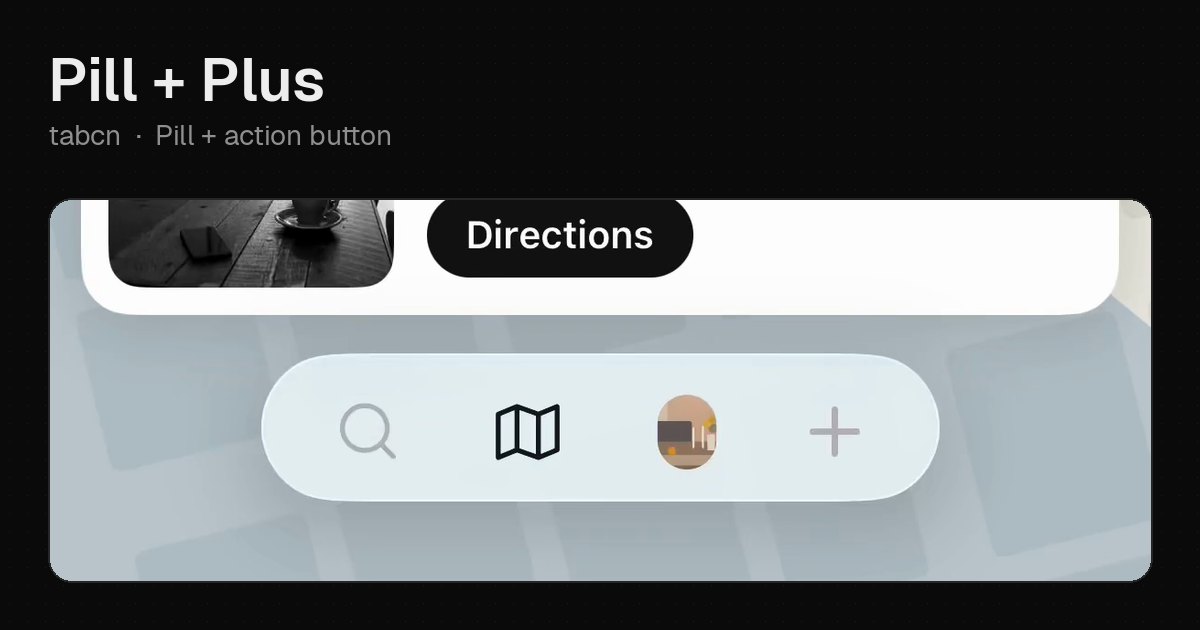 Pill + Plus
tabcn · Pill + action button
Directions